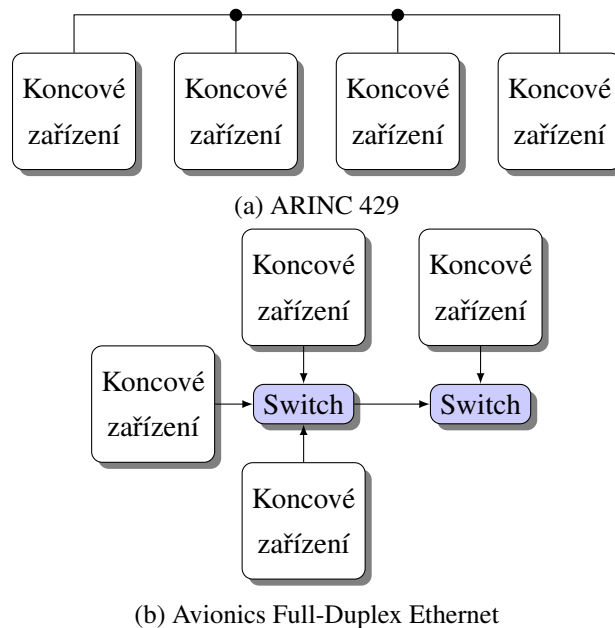 Koncové
zařízení
Koncové
zařízení
Koncové
zařízení
Koncové
zařízení
(a) ARINC 429
Koncové
zařízení
Koncové
zařízení
Koncové
zařízení
Switch
Switch
Koncové
zařízení
(b) Avionics Full-Duplex Ethernet